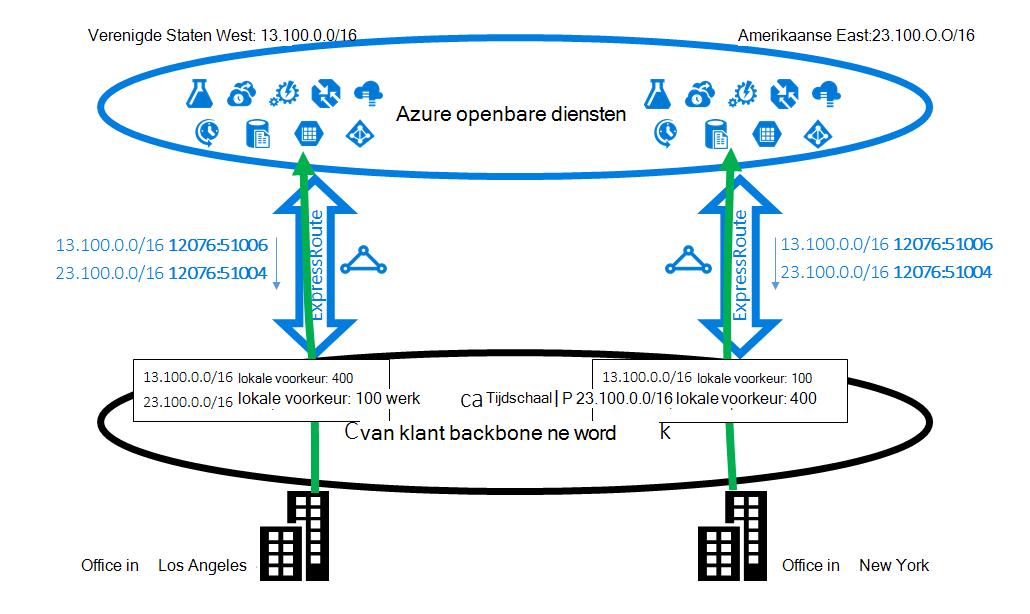 Verenigde Staten West: 13.100.0.0/16
Amerikaanse East:23.100.O.O/16
Azure openbare diensten
ExpressRoute
ExpressRoute
13.100.0.0/16 12076:51006
23.100.0.0/16 12076:51004
13.100.0.0/16 12076:51006
23.100.0.0/16 12076:51004
13.100.0.0/16 lokale voorkeur: 400
23.100.0.0/16 lokale voorkeur: 100 werk
13.100.0.0/16 lokale voorkeur: 100
ca Tijdschaal|P 23.100.0.0/16 lokale voorkeur: 400
C van klant backbone ne word k
Office in Los Angeles
Office in New York